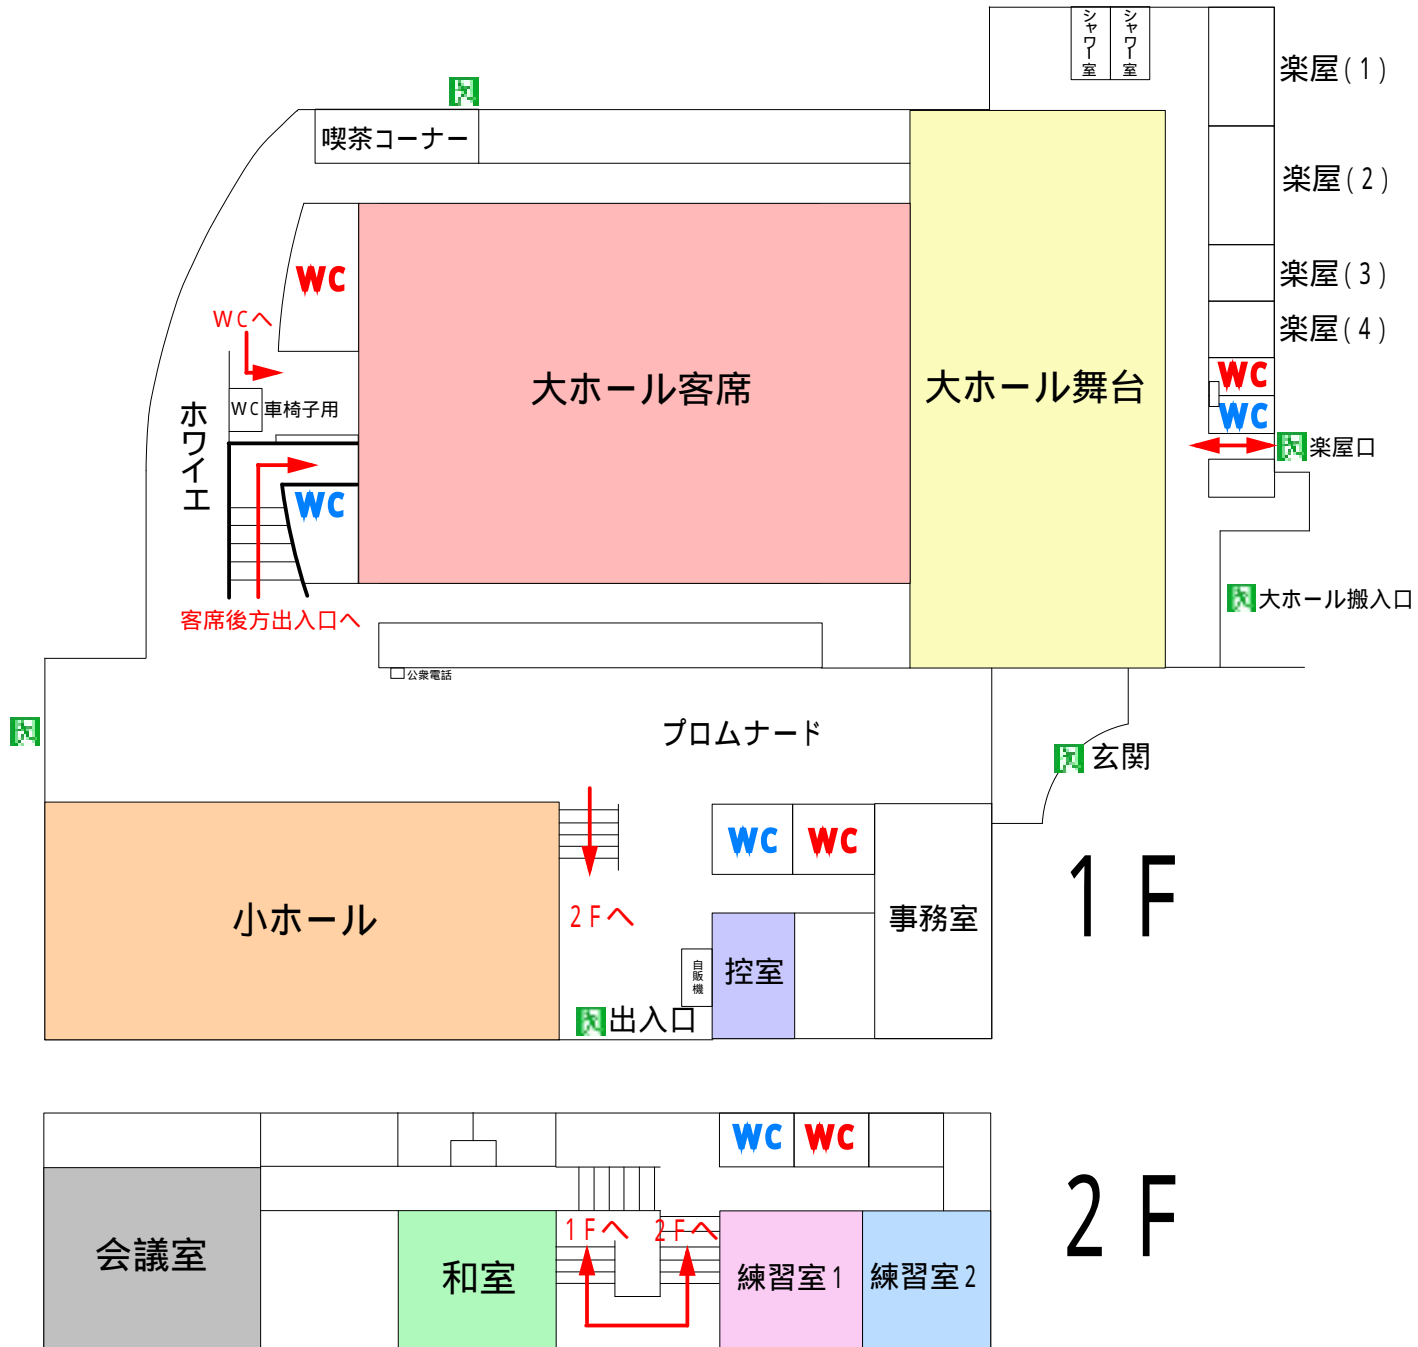 シャワー室
シャワー室
楽屋(1)
喫茶コーナー
楽屋(2)
WC
楽屋(3)
WCへ
楽屋(4)
大ホール客席
大ホール舞台
WC
WC 車椅子用
WC
ホワイエ
楽屋口
WC
大ホール搬入口
客席後方出入口へ
公衆電話
プロムナード
玄関
WC
WC
1F
小ホール
2Fへ
事務室
自販機
控室
出入口
WC
WC
2F
1Fへ
2Fへ
会議室
和室
練習室1
練習室2